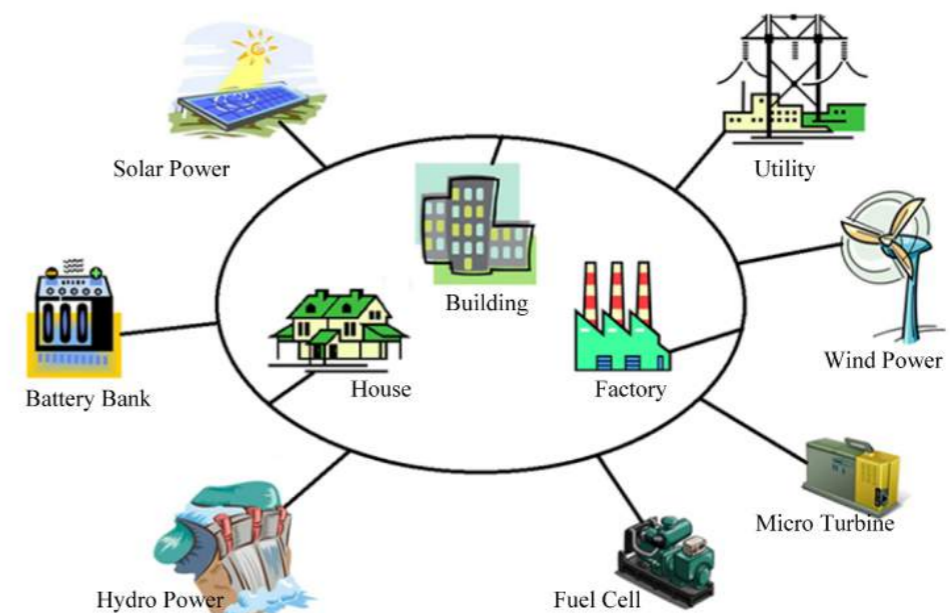 Solar Power
Utility
Building
Wind Power
Battery Bank
House
Factory
Micro Turbine
Hydro Power
Fuel Cell